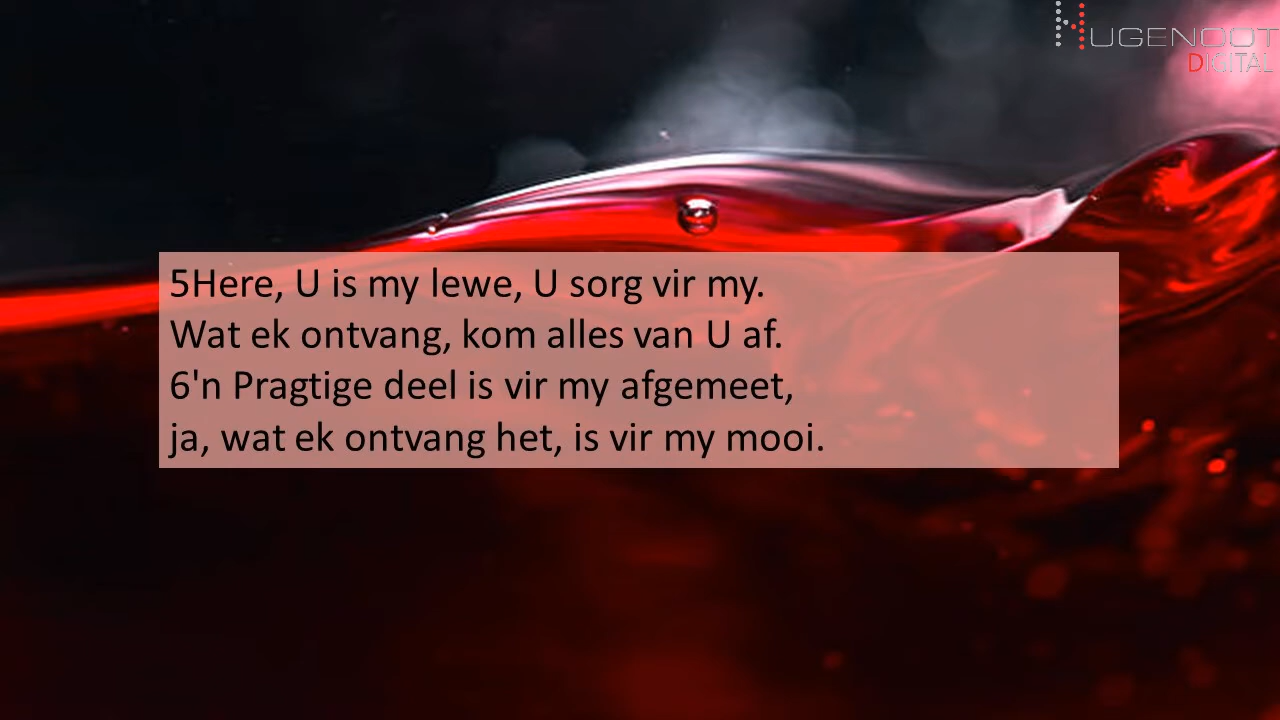 HUGENOOT
DIGITAL
5Here, U is my lewe, U sorg vir my.
Wat ek ontvang, kom alles van U af.
6'n Pragtige deel is vir my afgemeet,
ja, wat ek ontvang het, is vir my mooi.